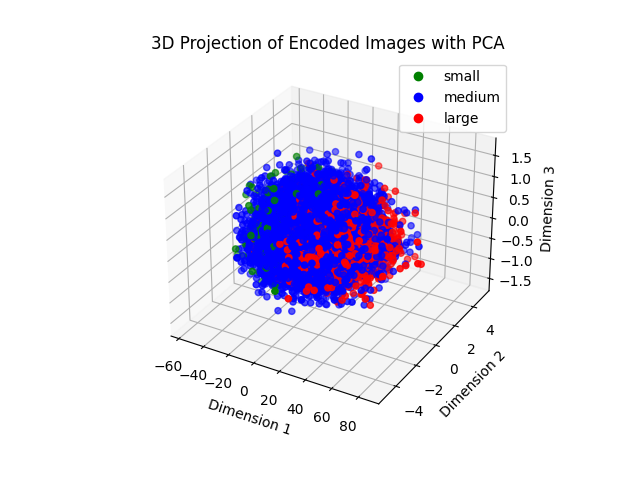 3D Projection of Encoded Images with PCA
small
medium
large
1.5
1.0
0.5
0.0
−0.5
−1.0
−1.5
Dimension 3
4
2
0
−2
−4
Dimension 2
−60
−40
−20
0
20
40
60
80
Dimension 1